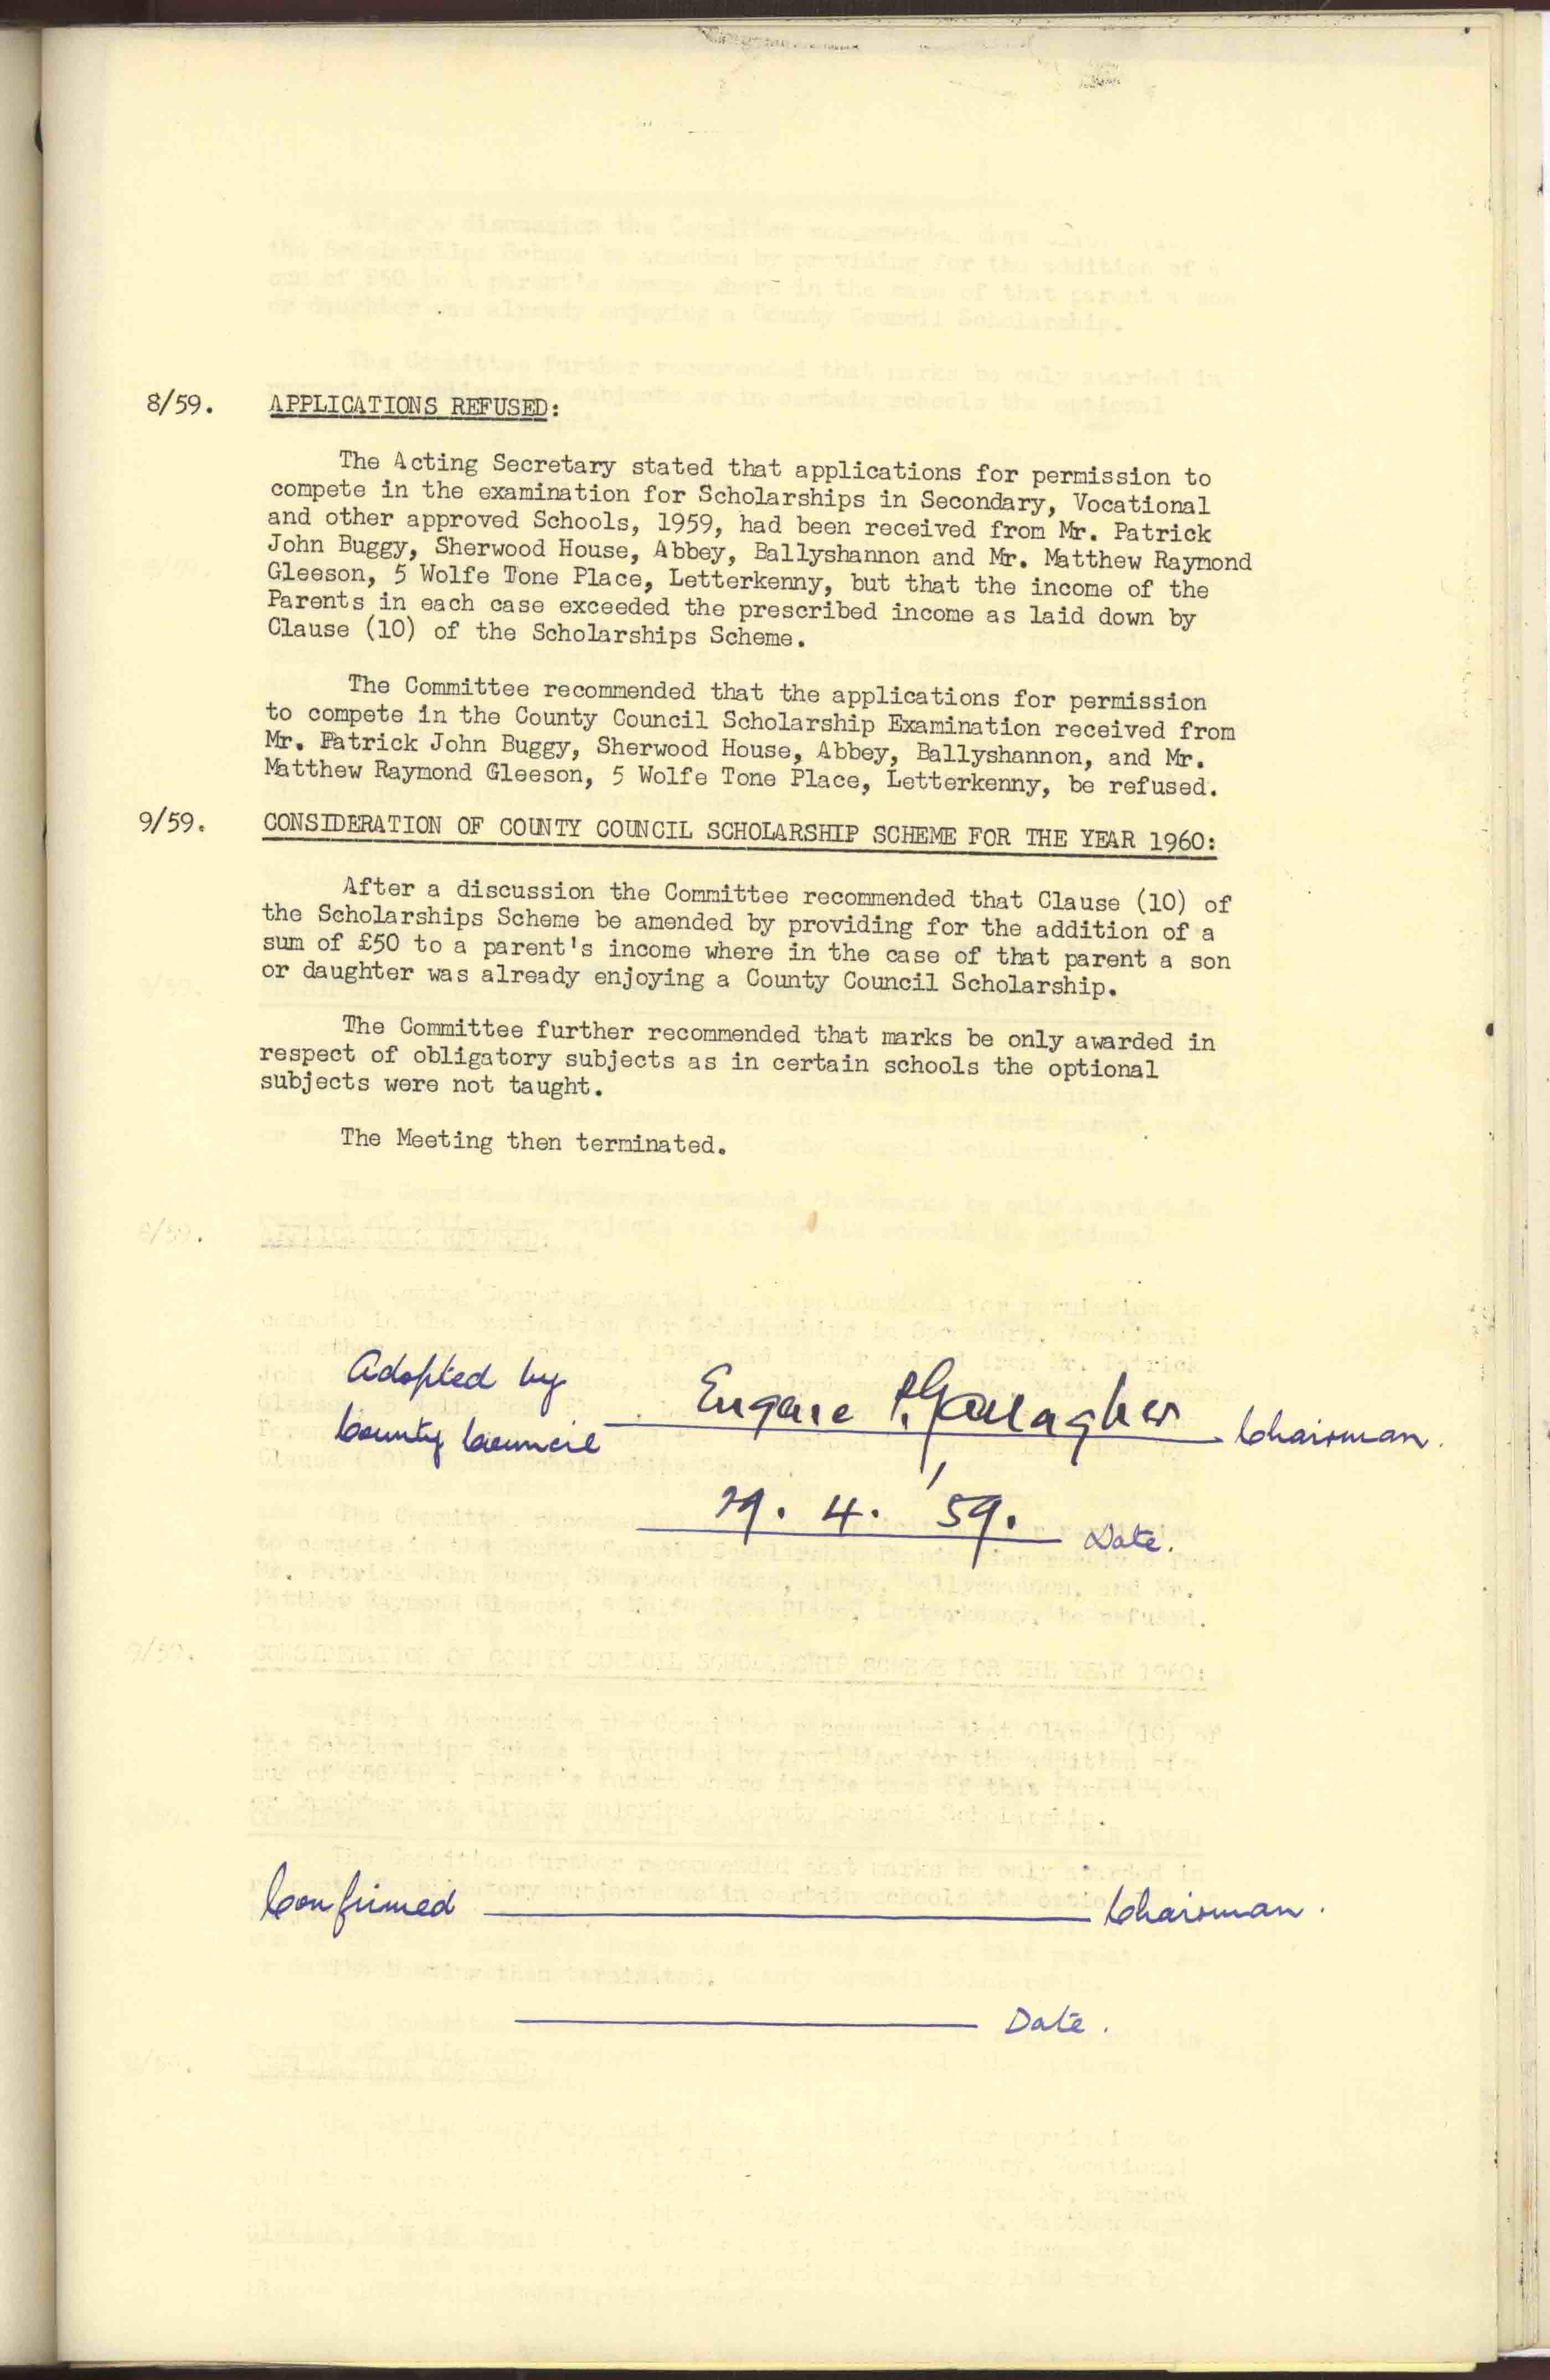 8/59. APPLICATIONS REFUSED:
The Acting Secretary stated that applications for permission to
compete in the examination for Scholarships in Secondary, Vocational
and other approved Schools, 1959, had been received from Mr. Patrick
John Buggy, Sherwood House, Abbey, Ballyshannon and Mr. Matthew Raymond
Gleeson, 5 Wolfe Tone Place, Letterkenny, but that the income of the
Parents in each case exceeded the prescribed income as laid down by
Clause (10) of the Scholarships Scheme.
The Committee recommended that the applications for permission
to compete in the County Council Scholarship Examination received from
Mr. Patrick John Buggy, Sherwood House, Abbey, Ballyshannon, and Mr.
Matthew Raymond Gleeson, 5 Wolfe Tone Place, Letterkenny, be refused.
9/59. CONSIDERATION OF COUNTY COUNCIL SCHOLARSHIP SCHEME FOR THE YEAR 1960:
After a discussion the Committee recommended that Clause (10) of
the Scholarships Scheme be amended by providing for the addition of a
sum of £50 to a parent's income where in the case of that parent a son
or daughter was already enjoying a County Council Scholarship.
The Committee further recommended that marks be only awarded in
respect of obligatory subjects as in certain schools the optional
subjects were not taught.
The Meeting then terminated.
Adopted by
County Council Eugene P. Gallagher Chairman.
4. '59. Date.
Confirmed Chairman.
Date.